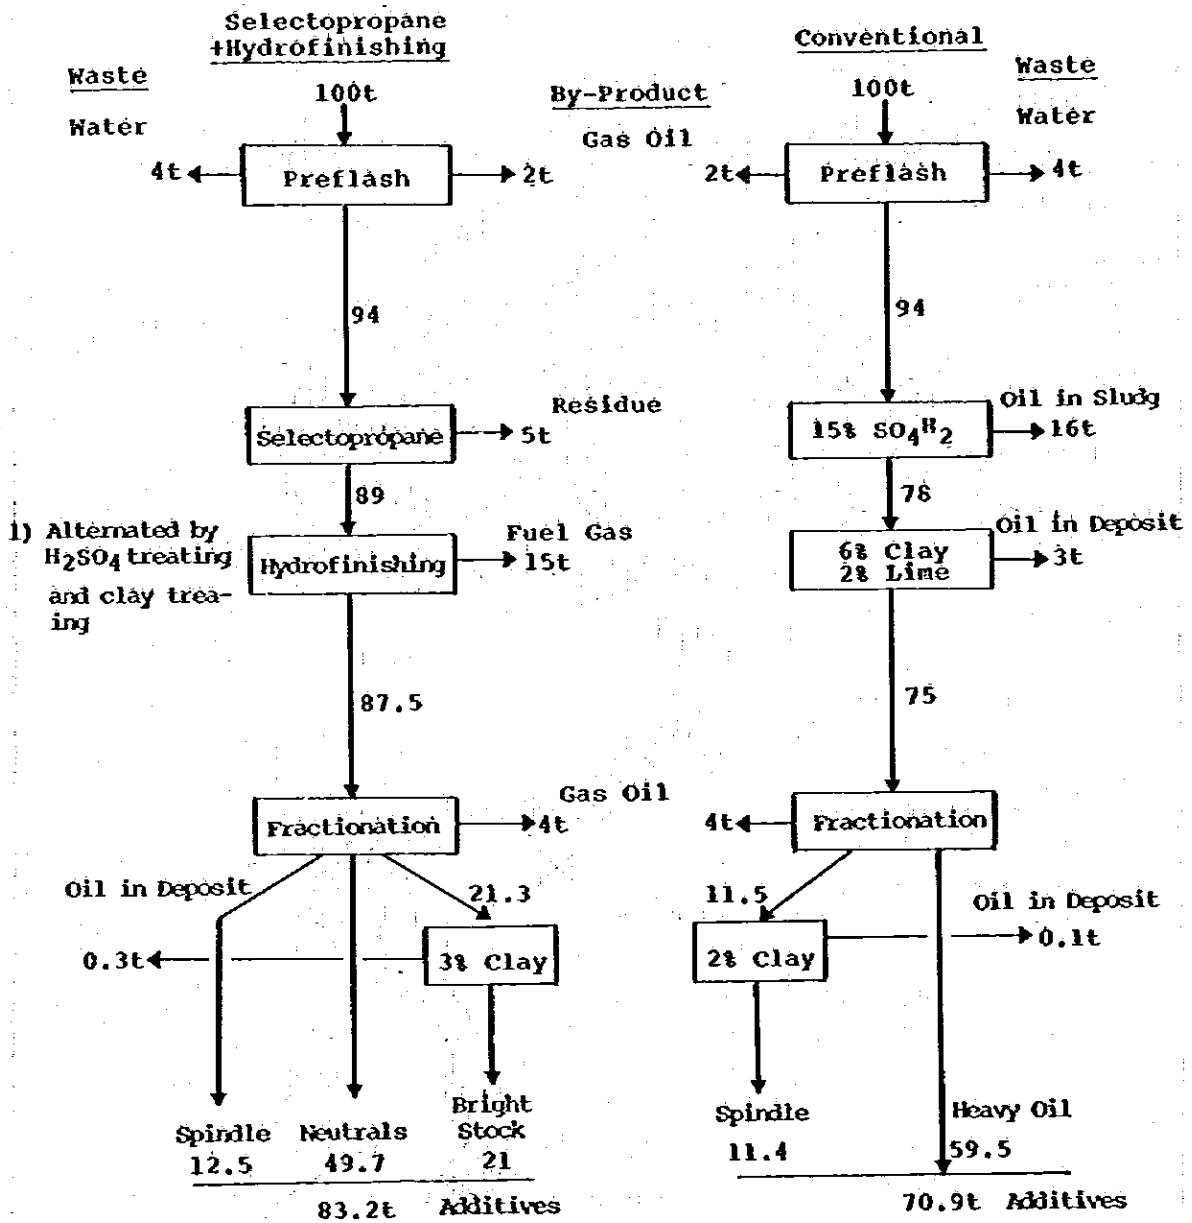 Selectopropane
+Hydrofinishing
Waste
Water
100t
4t
Preflash
2t
94
Selectopropane
Residue
5t
89
1) Alternated by
H2SO4 treating
and clay trea-
ing
Hydrofinishing
Fuel Gas
15t
87.5
Fractionation
Gas Oil
4t
Oil in Deposit
21.3
0.3t
3% Clay
Spindle
12.5
Neutrals
49.7
Bright
Stock
21
83.2t Additives
By-Product
Gas Oil
Conventional
Waste
Water
100t
2t
Preflash
4t
94
15% SO4H2
Oil in Sludg
16t
78
6% Clay
2% Lime
Oil in Deposit
3t
75
4t
Fractionation
11.5
2% Clay
Oil in Deposit
0.1t
Spindle
11.4
Heavy Oil
59.5
70.9t Additives